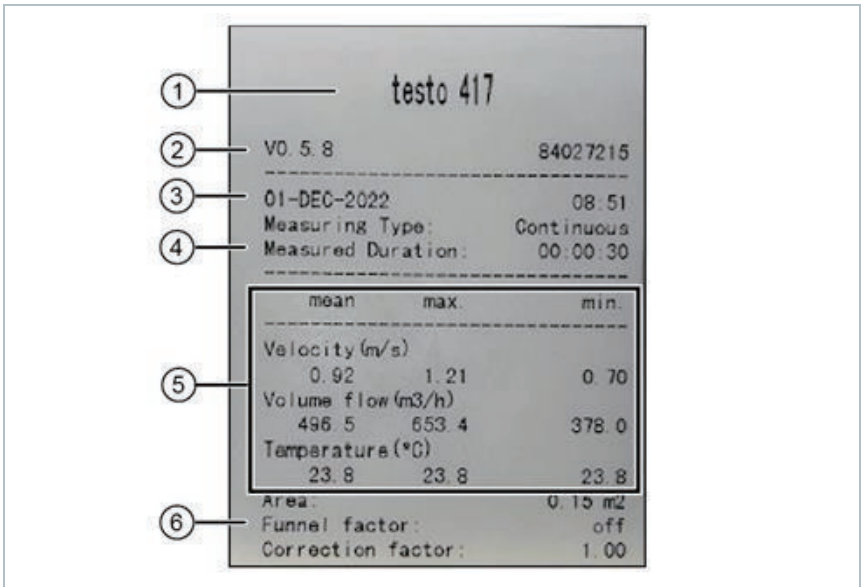 testo 417
V0.5.8 84027215
01-DEC-2022 08:51
Measuring Type: Continuous
Measured Duration: 00:00:30
mean max. min.
Velocity(m/s)
0.92 1.21 0.70
Volume flow(m3/h)
496.5 653.4 378.0
Temperature(°C)
23.8 23.8 23.8
Area: 0.15 m2
Funnel factor: off
Correction factor: 1.00
1
2
3
4
5
6